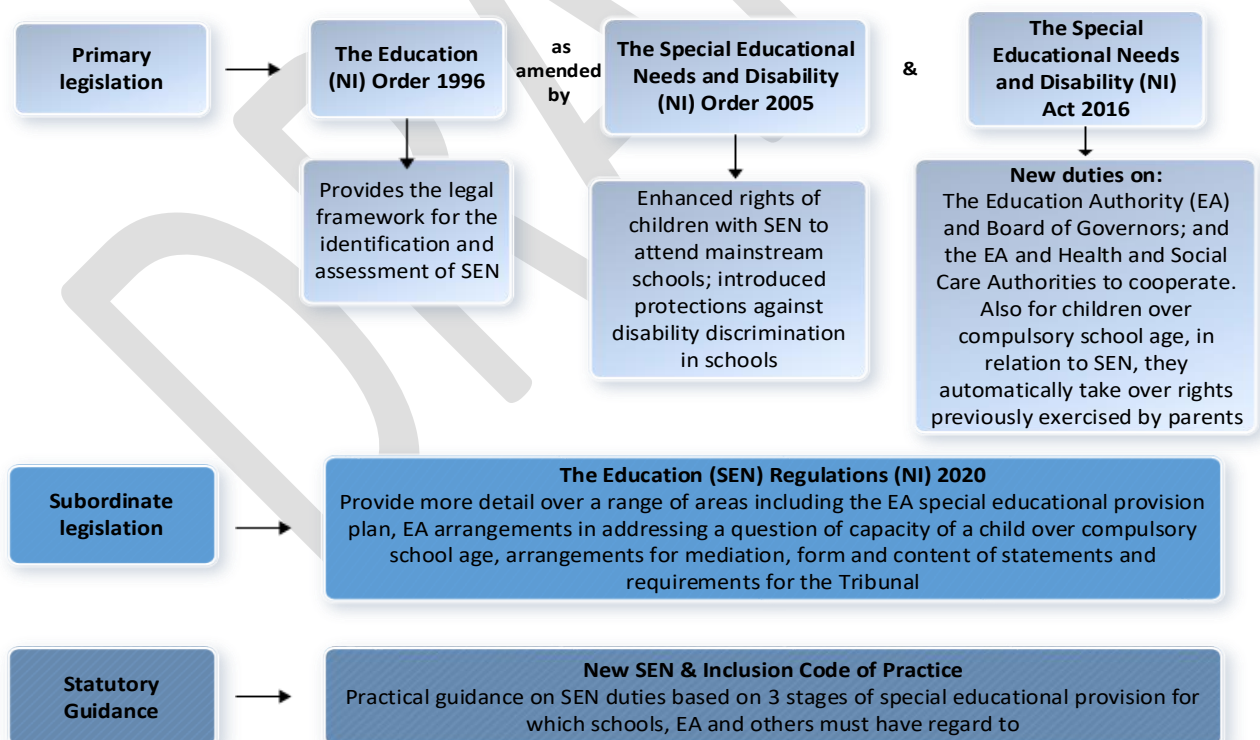 Primary
legislation
The Education
(NI) Order 1996
as
amended
by
The Special Educational
Needs and Disability
(NI) Order 2005
&
The Special
Educational Needs
and Disability (NI)
Act 2016
Provides the legal
framework for the
identification and
assessment of SEN
Enhanced rights of
children with SEN to
attend mainstream
schools; introduced
protections against
disability discrimination
in schools
New duties on:
The Education Authority (EA)
and Board of Governors; and
the EA and Health and Social
Care Authorities to cooperate.
Also for children over
compulsory school age, in
relation to SEN, they
automatically take over rights
previously exercised by parents
Subordinate
legislation
The Education (SEN) Regulations (NI) 2020
Provide more detail over a range of areas including the EA special educational provision
plan, EA arrangements in addressing a question of capacity of a child over compulsory
school age, arrangements for mediation, form and content of statements and
requirements for the Tribunal
Statutory
Guidance
New SEN & Inclusion Code of Practice
Practical guidance on SEN duties based on 3 stages of special educational provision for
which schools, EA and others must have regard to